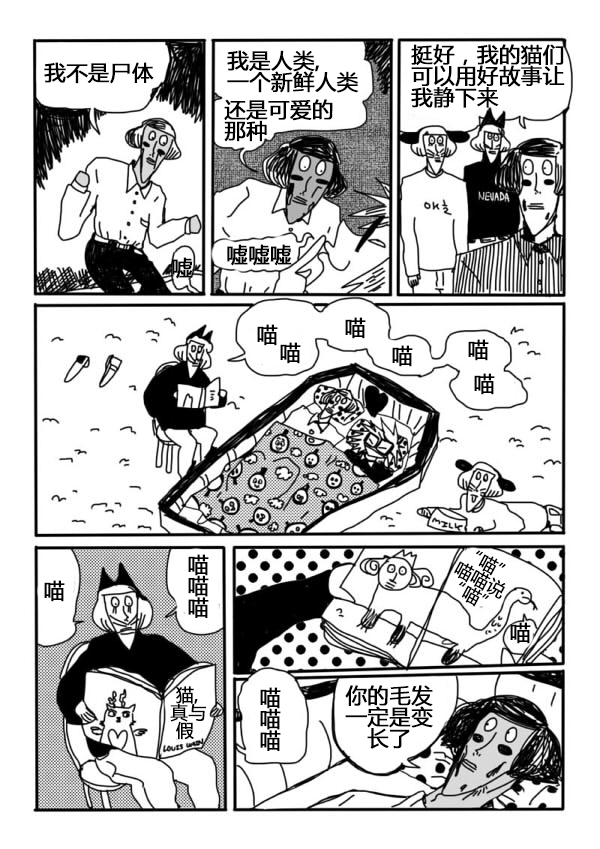 我不是尸体
嘘
我是人类,
一个新鲜人类
还是可爱的
那种
嘘嘘嘘
挺好，我的猫们
可以用好故事让
我静下来
NEVADA
喵
喵
喵
喵
喵
喵
MILK
喵
喵
喵
喵
猫,
真与
假
LOUIS WAIN
"喵"
喵喵说
"喵"
喵
喵
喵
喵
你的毛发
一定是变
长了